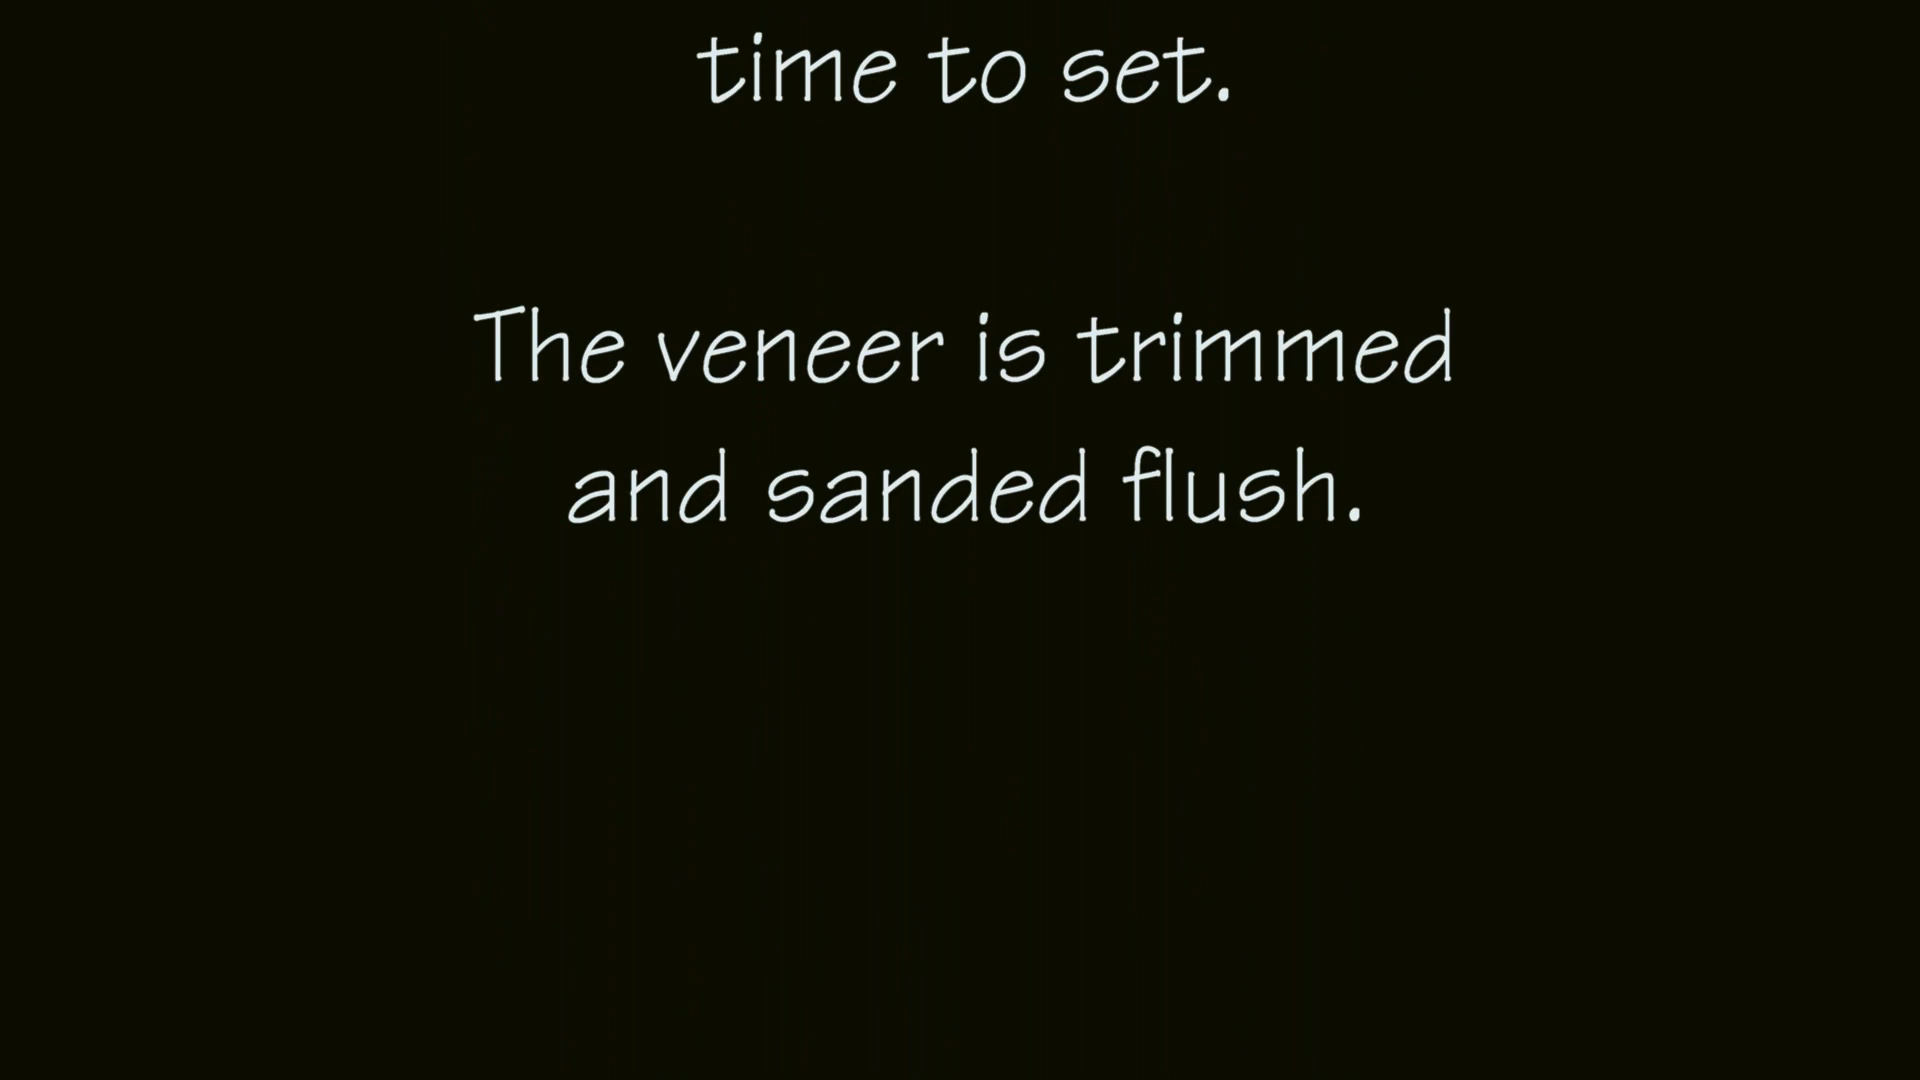 time to set.
The veneer is trimmed
and sanded flush.